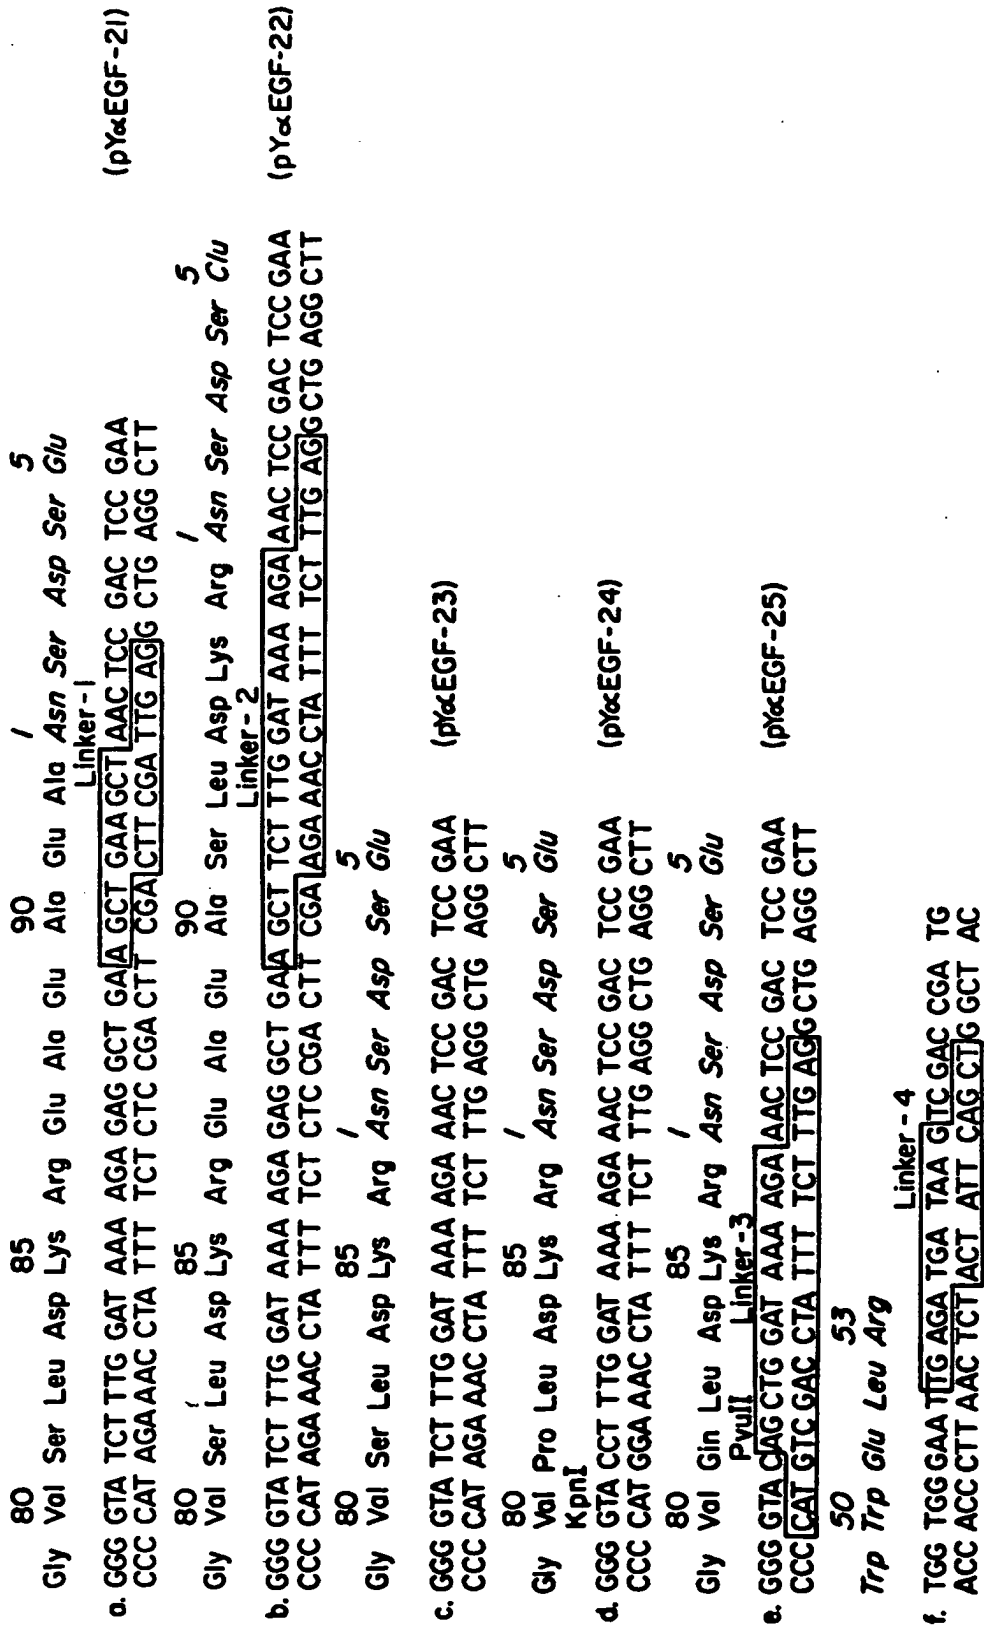 80 85 90 1 5
Gly Val Ser Leu Asp Lys Arg Glu Ala Glu Ala Glu Ala Asn Ser Asp Ser Glu
Linker-1
a. GGG GTA TCT TTG GAT AAA AGA GAG GCT GAA GCT GAA GCT AAC TCC GAC TCC GAA (pYαEGF-21)
CCC CAT AGA AAC CTA TTT TCT CTC CGA CTT CGA CTT CGA TTG AGG CTG AGG CTT
80 85 90 1 5
Gly Val Ser Leu Asp Lys Arg Glu Ala Glu Ala Ser Leu Asp Lys Arg Asn Ser Asp Ser Glu
Linker-2
b. GGG GTA TCT TTG GAT AAA AGA GAG GCT GAA GCT TCT TTG GAT AAA AGA AAC TCC GAC TCC GAA (pYαEGF-22)
CCC CAT AGA AAC CTA TTT TCT CTC CGA CTT CGA AGA AAC CTA TTT TCT TTG AGG CTG AGG CTT
80 85 1 5
Gly Val Ser Leu Asp Lys Arg Asn Ser Asp Ser Glu
c. GGG GTA TCT TTG GAT AAA AGA AAC TCC GAC TCC GAA (pYαEGF-23)
CCC CAT AGA AAC CTA TTT TCT TTG AGG CTG AGG CTT
80 85 1 5
Gly Val Pro Leu Asp Lys Arg Asn Ser Asp Ser Glu
KpnI
d. GGG GTA CCT TTG GAT AAA AGA AAC TCC GAC TCC GAA (pYαEGF-24)
CCC CAT GGA AAC CTA TTT TCT TTG AGG CTG AGG CTT
80 85 1 5
Gly Val Gln Leu Asp Lys Arg Asn Ser Asp Ser Glu
PvuII Linker-3
e. GGG GTA CAG CTG GAT AAA AGA AAC TCC GAC TCC GAA (pYαEGF-25)
CCC CAT GTC GAC CTA TTT TCT TTG AGG CTG AGG CTT
50 53
Trp Trp Glu Leu Arg
Linker-4
f. TGG TGG GAA TTG AGA TGA TAA GTC GAC CGA TG
ACC ACC CTT AAC TCT ACT ATT CAG CTG GCT AC